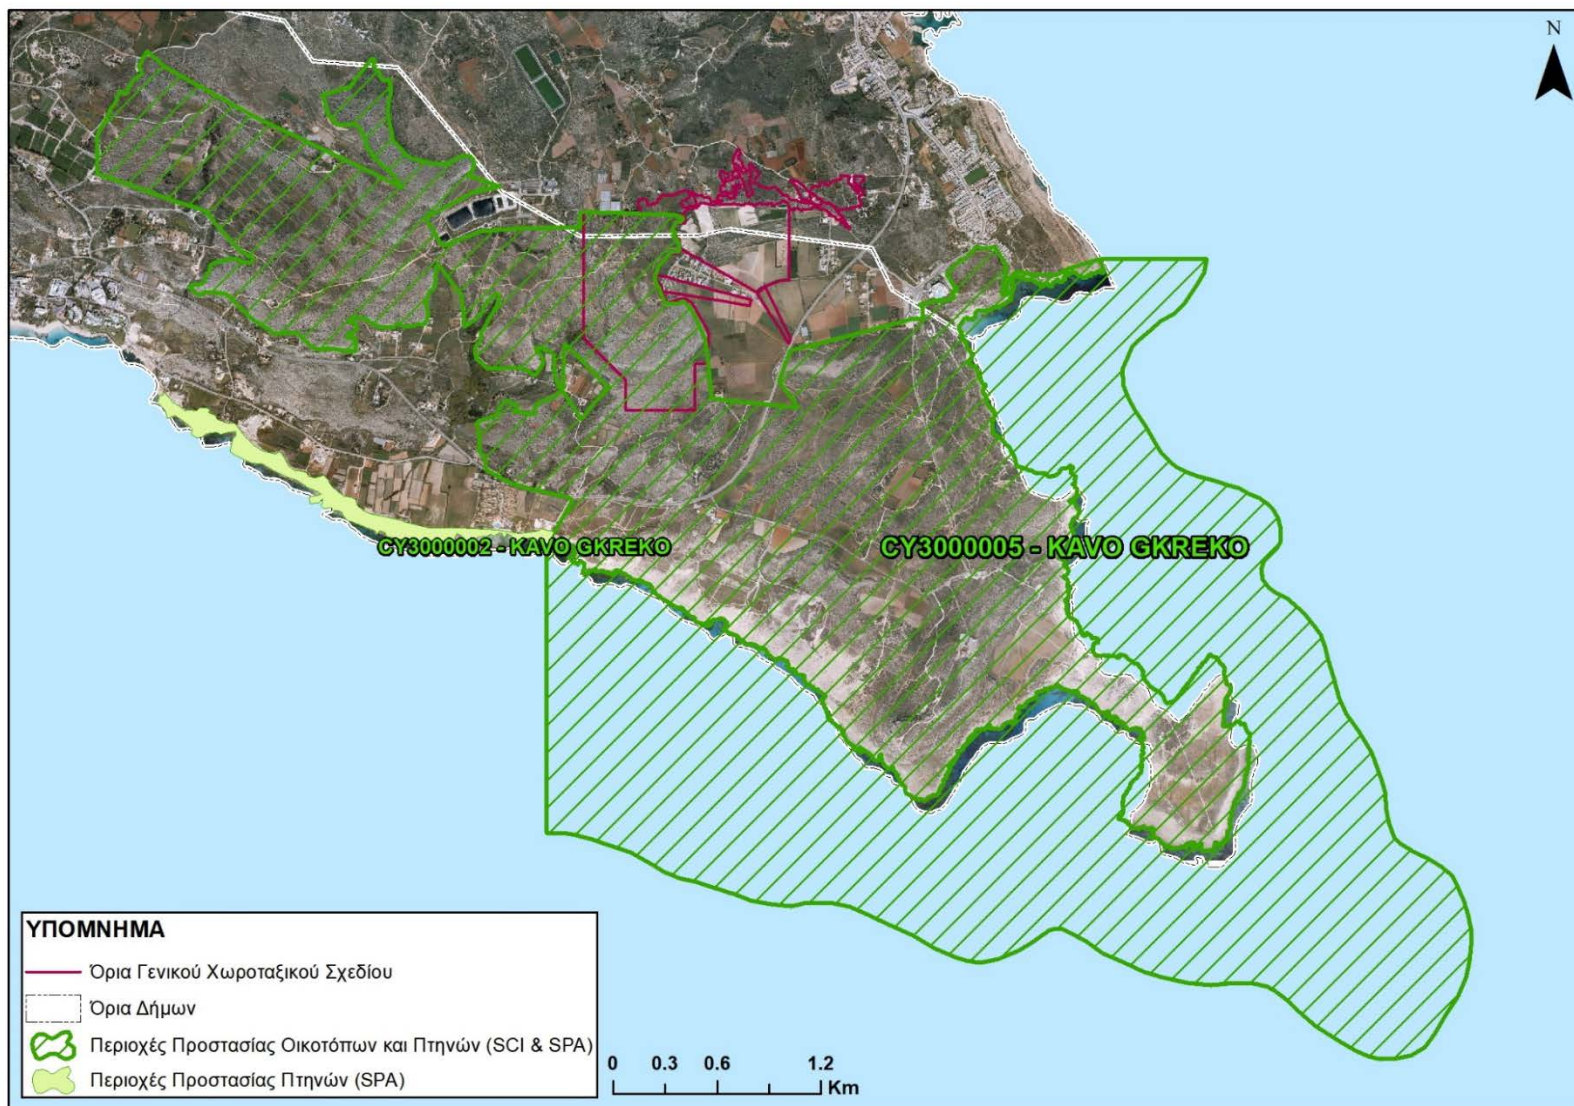 N
CY3000002 - KAVO GKREKO
CY3000005 - KAVO GKREKO
ΥΠΟΜΝΗΜΑ
Όρια Γενικού Χωροταξικού Σχεδίου
Όρια Δήμων
Περιοχές Προστασίας Οικοτόπων και Πτηνών (SCI & SPA)
Περιοχές Προστασίας Πτηνών (SPA)
0 0.3 0.6 1.2
Km